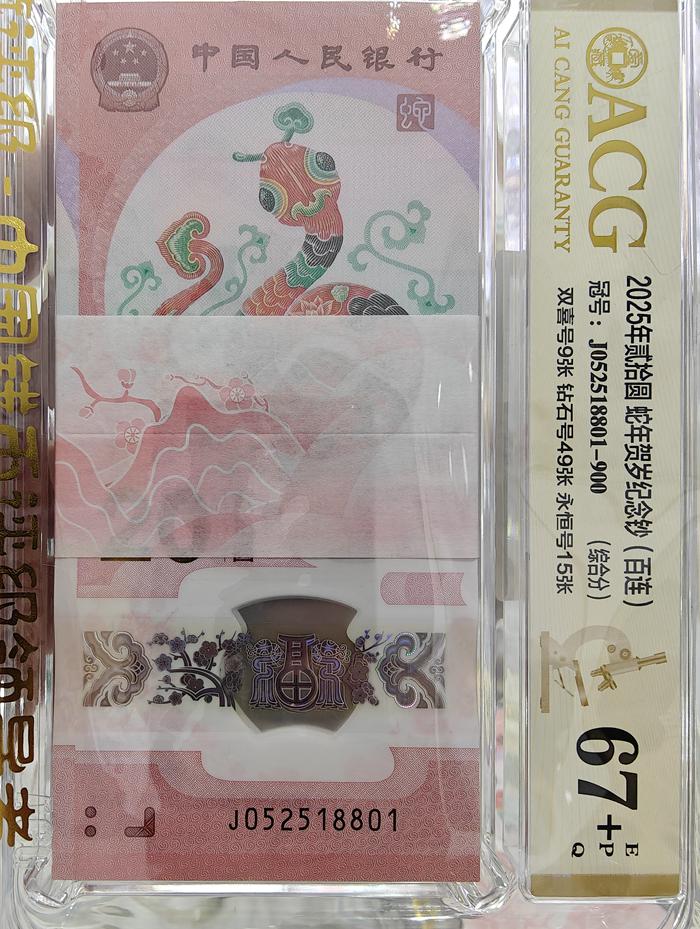 中国人民银行
蛇
J052518801
ACG
AI CANG GUARANTY
2025年贰拾圆 蛇年贺岁纪念钞（百连）
冠号：J052518801-900 （综合分）
双喜号9张 钻石号49张 永恒号15张
67+
E
P
Q